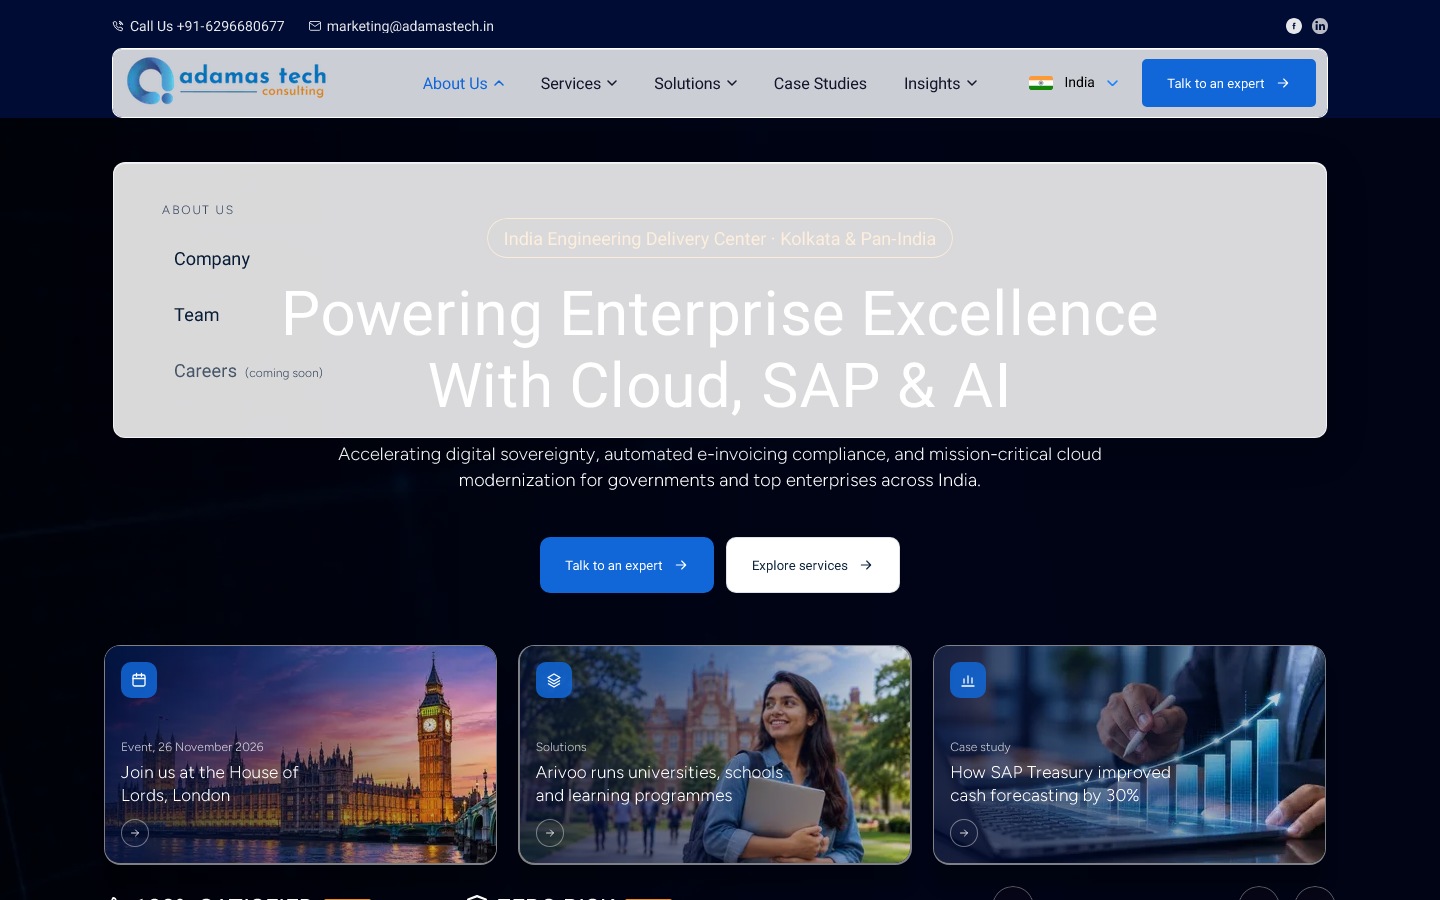 Call Us +91-6296680677
marketing@adamastech.in
adamas tech
consulting
About Us
Services
Solutions
Case Studies
Insights
India
Talk to an expert
ABOUT US
Company
Team
Careers (coming soon)
India Engineering Delivery Center · Kolkata & Pan-India
Powering Enterprise Excellence
With Cloud, SAP & AI
Accelerating digital sovereignty, automated e-invoicing compliance, and mission-critical cloud
modernization for governments and top enterprises across India.
Talk to an expert
Explore services
Event, 26 November 2026
Join us at the House of
Lords, London
Solutions
Arivoo runs universities, schools
and learning programmes
Case study
How SAP Treasury improved
cash forecasting by 30%